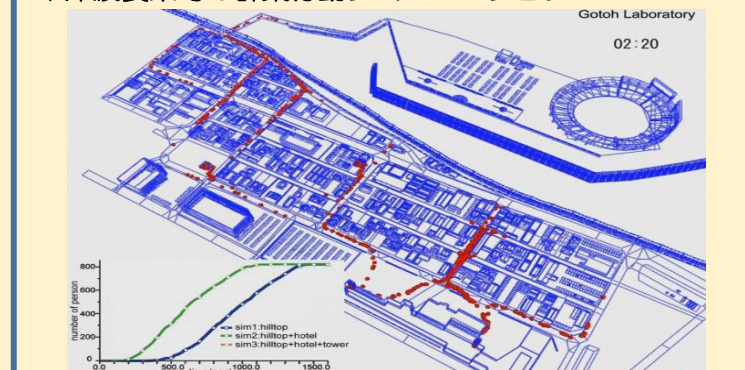 Gotoh Laboratory
02:20
800
600
400
200
0
number of person
sim1:hilltop
sim2:hilltop+hotel
sim3:hilltop+hotel+tower
0.0 500.0 1000.0 1500.0